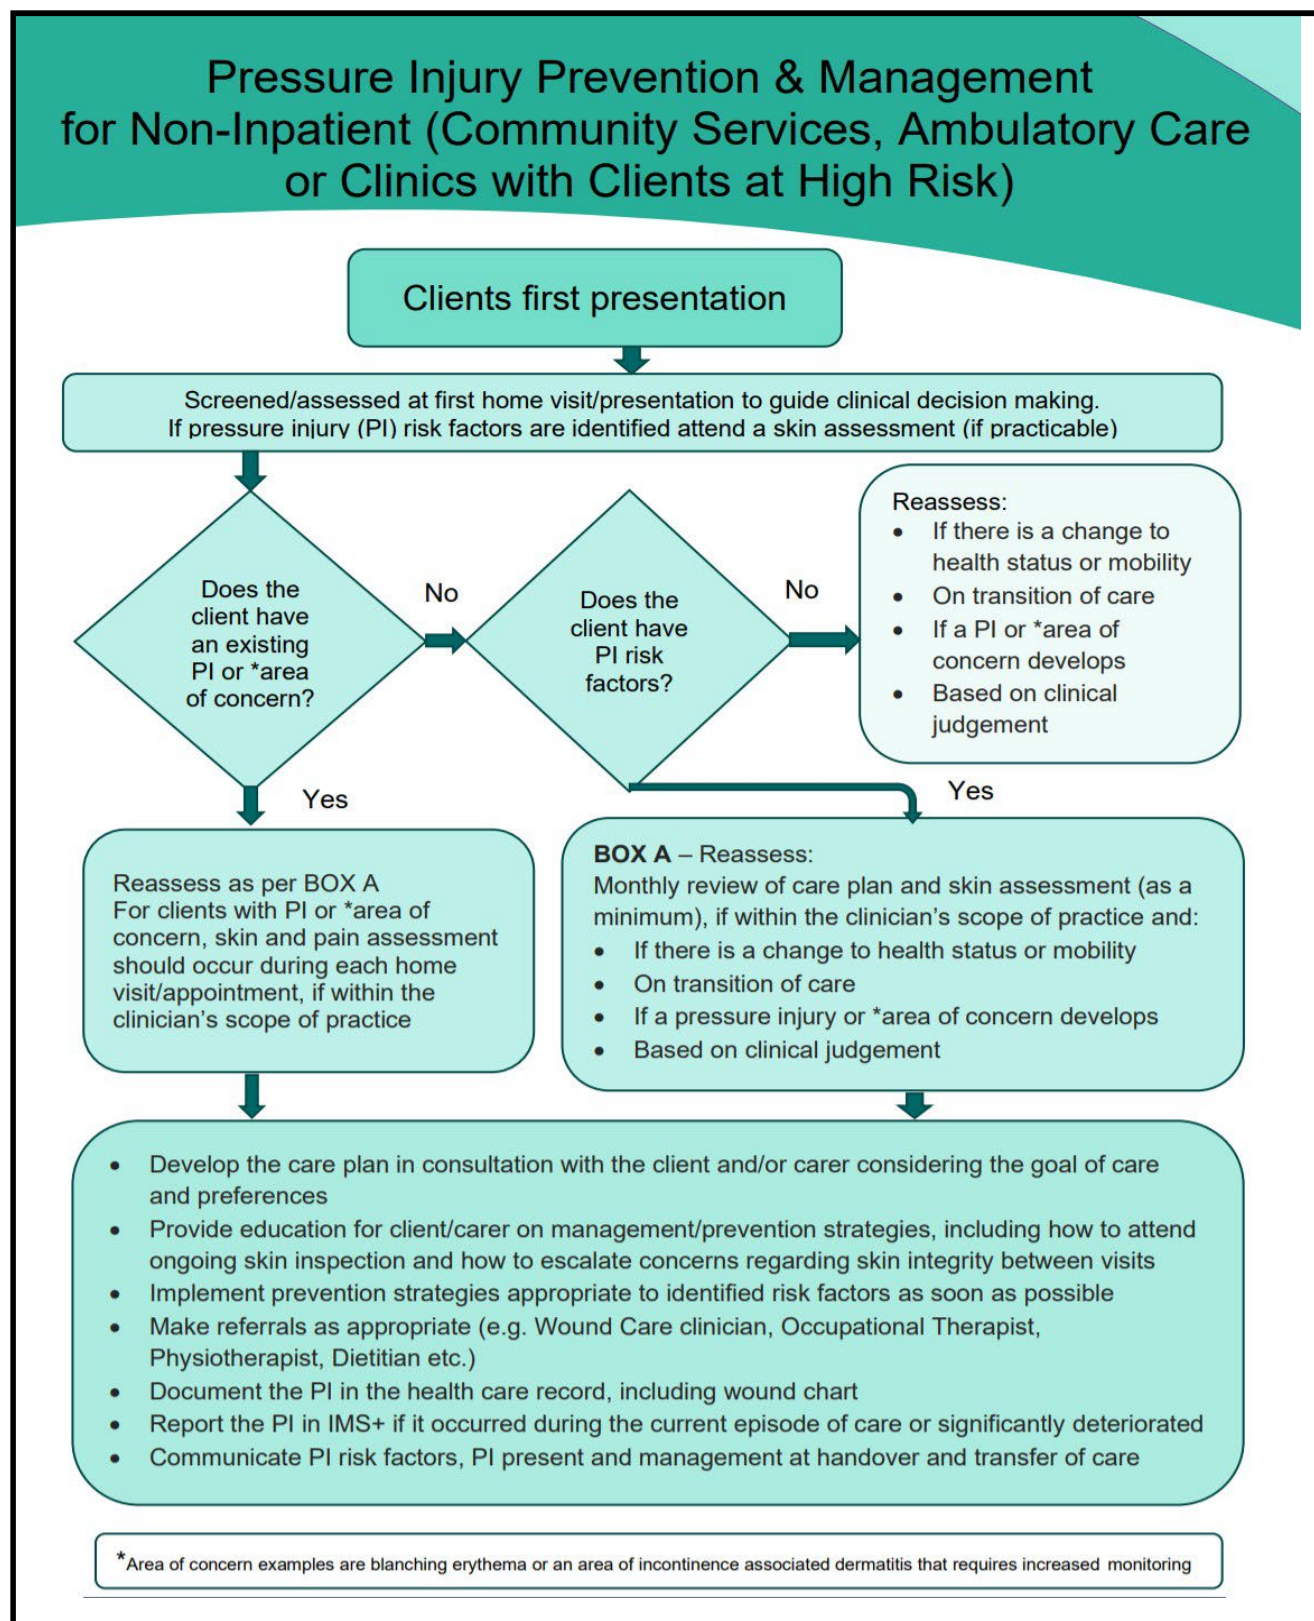 Pressure Injury Prevention & Management
for Non-Inpatient (Community Services, Ambulatory Care
or Clinics with Clients at High Risk)
Clients first presentation
Screened/assessed at first home visit/presentation to guide clinical decision making.
If pressure injury (PI) risk factors are identified attend a skin assessment (if practicable)
Does the
client have
an existing
PI or *area
of concern?
No
Does the
client have
PI risk
factors?
No
Reassess:
• If there is a change to
health status or mobility
• On transition of care
• If a PI or *area of
concern develops
• Based on clinical
judgement
Yes
Yes
Reassess as per BOX A
For clients with PI or *area of
concern, skin and pain assessment
should occur during each home
visit/appointment, if within the
clinician's scope of practice
BOX A – Reassess:
Monthly review of care plan and skin assessment (as a
minimum), if within the clinician's scope of practice and:
• If there is a change to health status or mobility
• On transition of care
• If a pressure injury or *area of concern develops
• Based on clinical judgement
• Develop the care plan in consultation with the client and/or carer considering the goal of care
and preferences
• Provide education for client/carer on management/prevention strategies, including how to attend
ongoing skin inspection and how to escalate concerns regarding skin integrity between visits
• Implement prevention strategies appropriate to identified risk factors as soon as possible
• Make referrals as appropriate (e.g. Wound Care clinician, Occupational Therapist,
Physiotherapist, Dietitian etc.)
• Document the PI in the health care record, including wound chart
• Report the PI in IMS+ if it occurred during the current episode of care or significantly deteriorated
• Communicate PI risk factors, PI present and management at handover and transfer of care
*Area of concern examples are blanching erythema or an area of incontinence associated dermatitis that requires increased monitoring